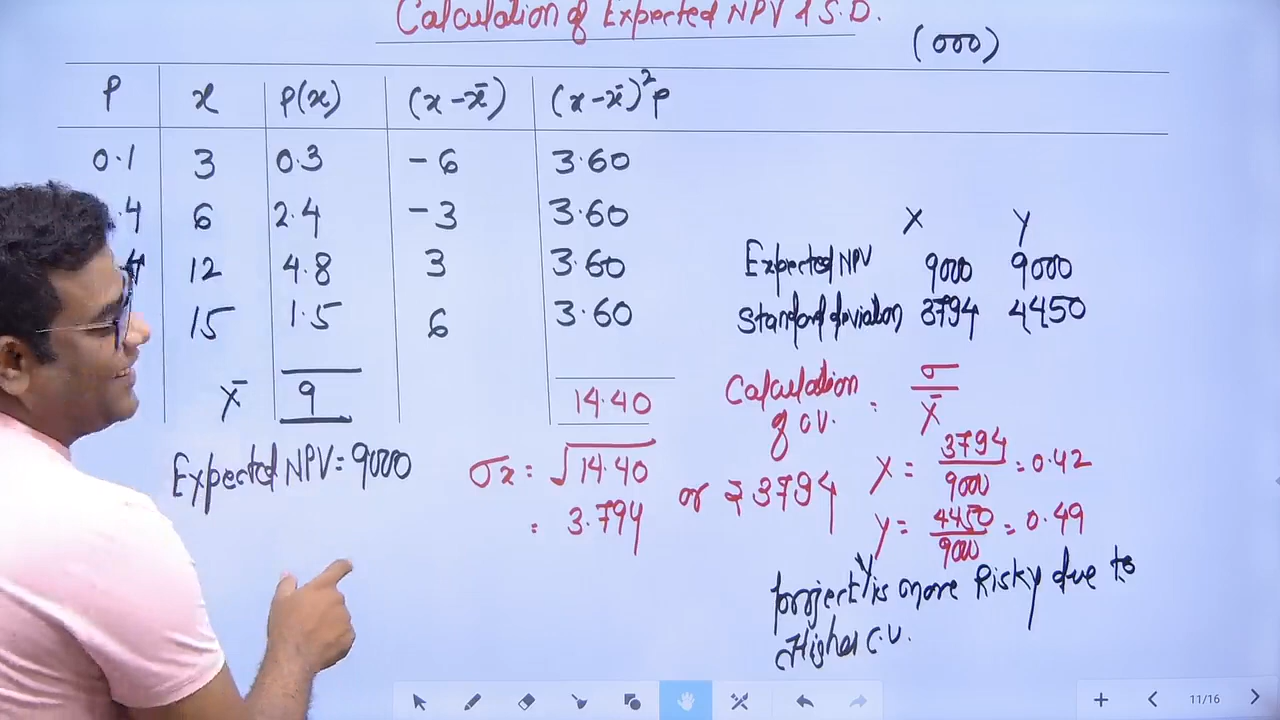 Calculation of Expected NPV & S.D.
(000)
P x P(x) (x-x̄) (x-x̄)²P
0.1 3 0.3 -6 3.60
.4 6 2.4 -3 3.60
12 4.8 3 3.60
15 1.5 6 3.60
X̄ 9 14.40
Expected NPV = 9000
σx = √14.40
= 3.794 or ₹3794
X Y
Expected NPV 9000 9000
Standard deviation 3794 4450
Calculation of C.V. = σ/X̄
X = 3794/9000 = 0.42
Y = 4450/9000 = 0.49
project Y is more Risky due to
Higher C.V.
11/16